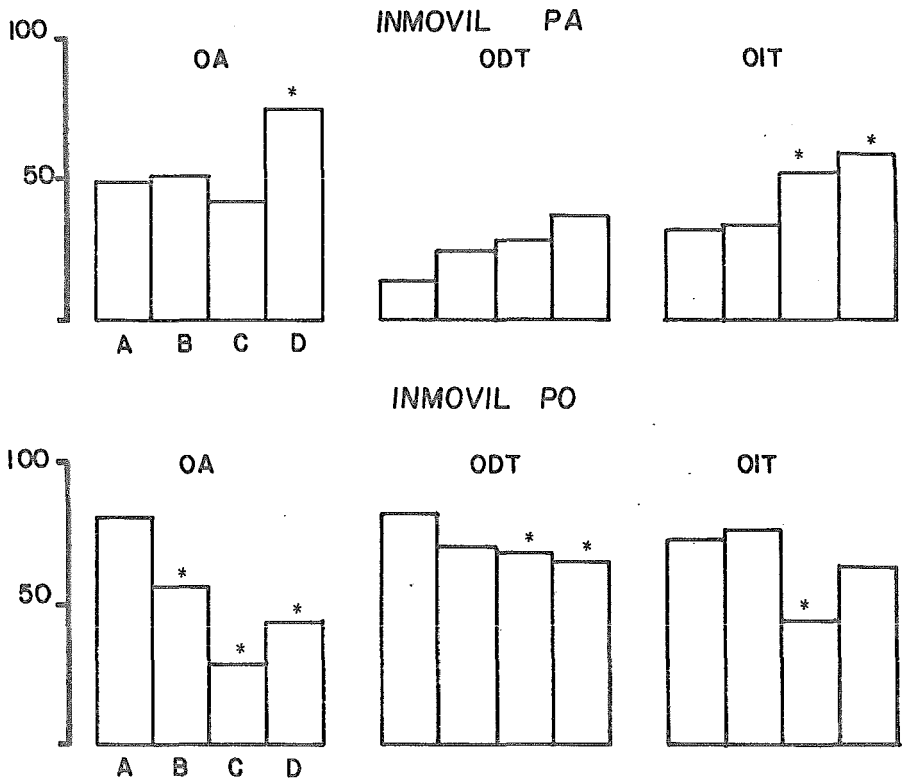 INMOVIL PA
100
OA ODT OIT
*
* *
50
A B C D
INMOVIL PO
100
OA ODT OIT
* *
*
50
* *
*
A B C D